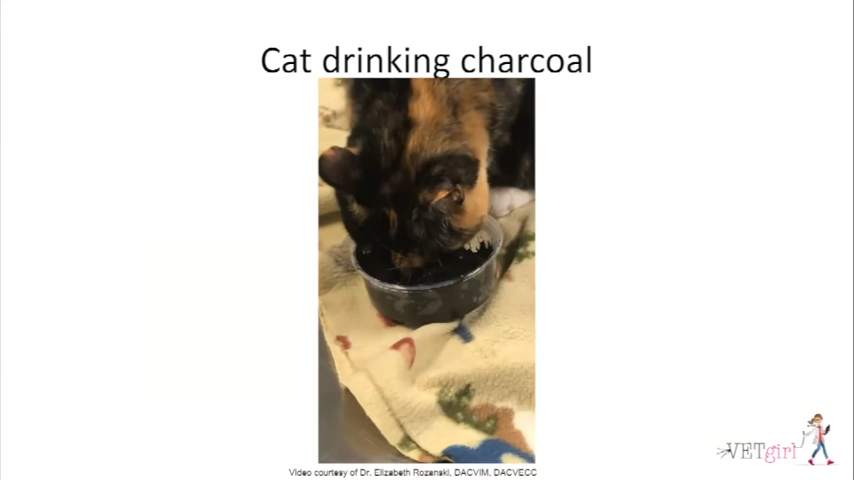 Cat drinking charcoal
Video courtesy of Dr. Elizabeth Rozanski, DACVIM, DACVECC
VETgirl